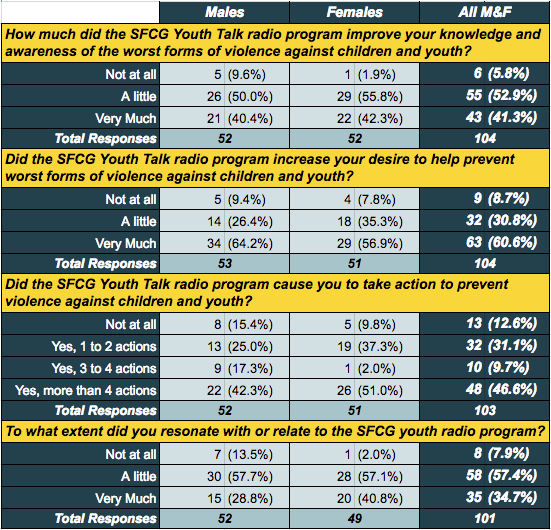 Males Females All M&F
How much did the SFCG Youth Talk radio program improve your knowledge and
awareness of the worst forms of violence against children and youth?
Not at all 5 (9.6%) 1 (1.9%) 6 (5.8%)
A little 26 (50.0%) 29 (55.8%) 55 (52.9%)
Very Much 21 (40.4%) 22 (42.3%) 43 (41.3%)
Total Responses 52 52 104
Did the SFCG Youth Talk radio program increase your desire to help prevent
worst forms of violence against children and youth?
Not at all 5 (9.4%) 4 (7.8%) 9 (8.7%)
A little 14 (26.4%) 18 (35.3%) 32 (30.8%)
Very Much 34 (64.2%) 29 (56.9%) 63 (60.6%)
Total Responses 53 51 104
Did the SFCG Youth Talk radio program cause you to take action to prevent
violence against children and youth?
Not at all 8 (15.4%) 5 (9.8%) 13 (12.6%)
Yes, 1 to 2 actions 13 (25.0%) 19 (37.3%) 32 (31.1%)
Yes, 3 to 4 actions 9 (17.3%) 1 (2.0%) 10 (9.7%)
Yes, more than 4 actions 22 (42.3%) 26 (51.0%) 48 (46.6%)
Total Responses 52 51 103
To what extent did you resonate with or relate to the SFCG youth radio program?
Not at all 7 (13.5%) 1 (2.0%) 8 (7.9%)
A little 30 (57.7%) 28 (57.1%) 58 (57.4%)
Very Much 15 (28.8%) 20 (40.8%) 35 (34.7%)
Total Responses 52 49 101